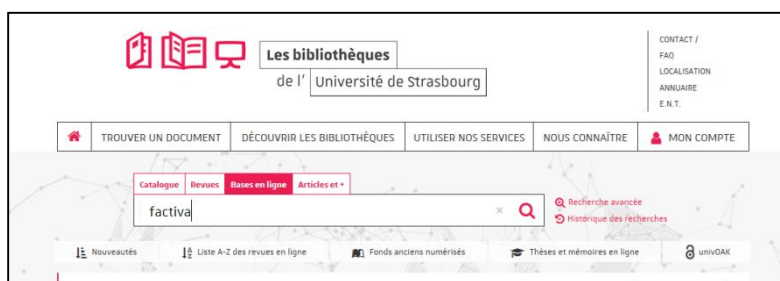 Les bibliothèques
de l' Université de Strasbourg
CONTACT /
FAQ
LOCALISATION
ANNUAIRE
E.N.T.
TROUVER UN DOCUMENT DÉCOUVRIR LES BIBLIOTHÈQUES UTILISER NOS SERVICES NOUS CONNAÎTRE MON COMPTE
Catalogue Revues Bases en ligne Articles et +
factiva ×
Recherche avancée
Historique des recherches
Nouveautés Liste A-Z des revues en ligne Fonds anciens numérisés Thèses et mémoires en ligne univOAK